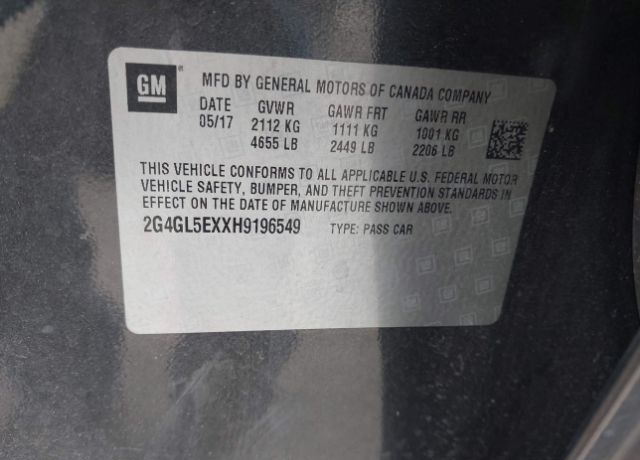 GM
MFD BY GENERAL MOTORS OF CANADA COMPANY
DATE GVWR GAWR FRT GAWR RR
05/17 2112 KG 1111 KG 1001 KG
4655 LB 2449 LB 2206 LB
THIS VEHICLE CONFORMS TO ALL APPLICABLE U.S. FEDERAL MOTOR
VEHICLE SAFETY, BUMPER, AND THEFT PREVENTION STANDARDS IN
EFFECT ON THE DATE OF MANUFACTURE SHOWN ABOVE.
2G4GL5EXXH9196549 TYPE: PASS CAR